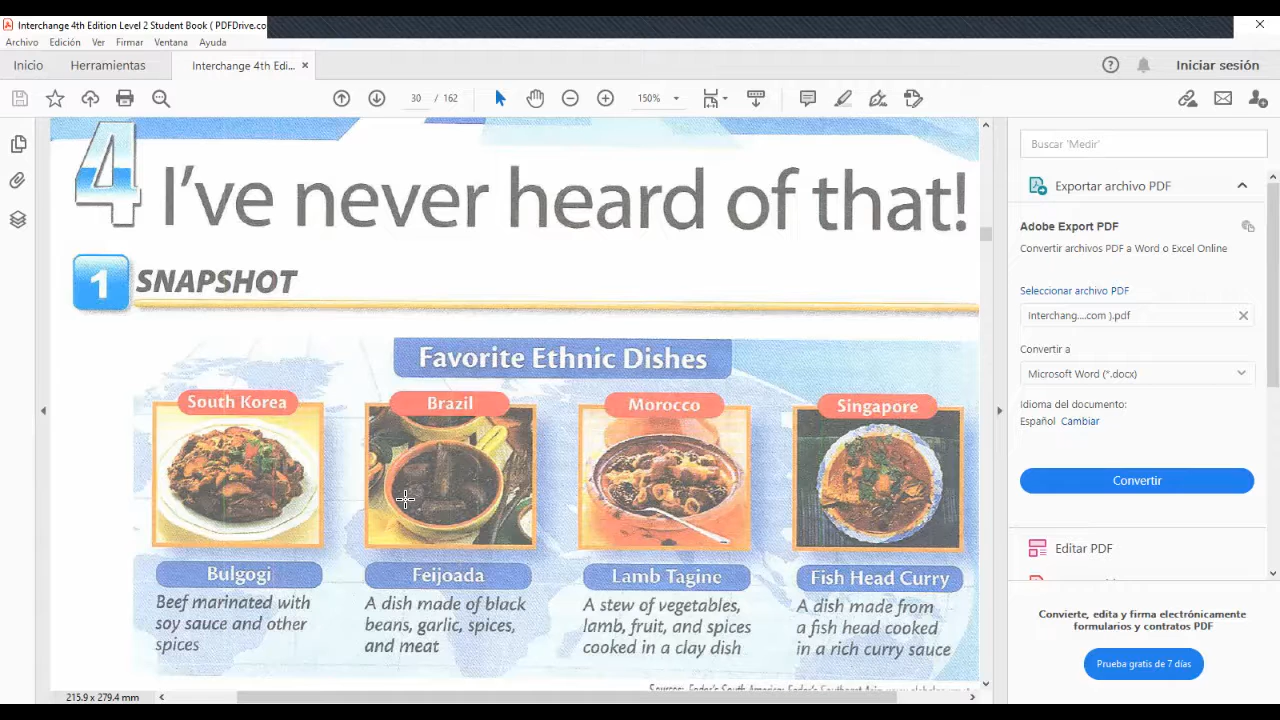 Interchange 4th Edition Level 2 Student Book ( PDFDrive.co
Archivo Edición Ver Firmar Ventana Ayuda
Inicio Herramientas Interchange 4th Edi... × Iniciar sesión
30 / 162 150%
4 I've never heard of that!
1 SNAPSHOT
Favorite Ethnic Dishes
South Korea
Bulgogi
Beef marinated with
soy sauce and other
spices
Brazil
Feijoada
A dish made of black
beans, garlic, spices,
and meat
Morocco
Lamb Tagine
A stew of vegetables,
lamb, fruit, and spices
cooked in a clay dish
Singapore
Fish Head Curry
A dish made from
a fish head cooked
in a rich curry sauce
215.9 x 279.4 mm
Buscar 'Medir'
Exportar archivo PDF
Adobe Export PDF
Convertir archivos PDF a Word o Excel Online
Seleccionar archivo PDF
Interchang....com ).pdf
Convertir a
Microsoft Word (*.docx)
Idioma del documento:
Español Cambiar
Convertir
Editar PDF
Convierte, edita y firma electrónicamente
formularios y contratos PDF
Prueba gratis de 7 días